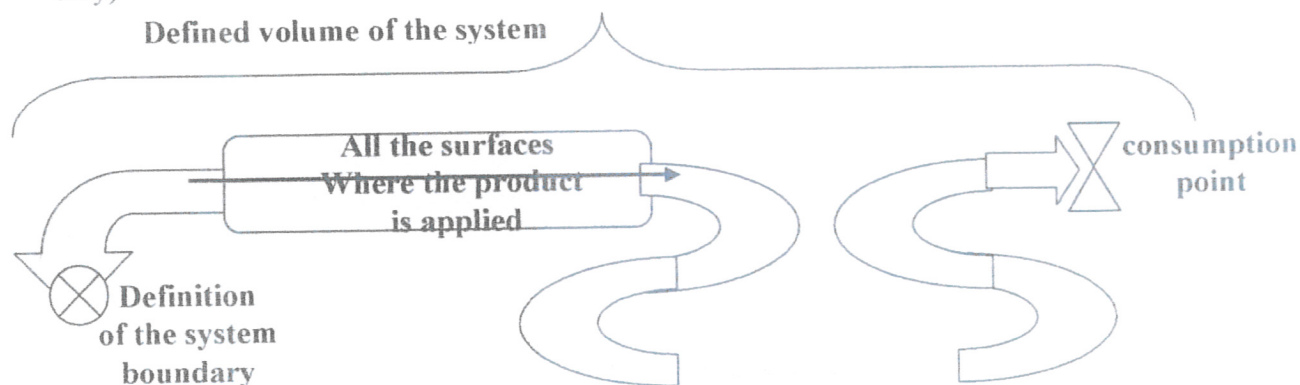 Defined volume of the system
All the surfaces
Where the product
is applied
consumption
point
Definition
of the system
boundary